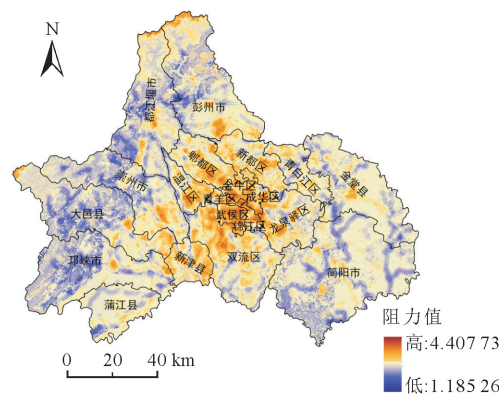 N
都江堰市
彭州市
郫都区
新都区
青白江区
金堂县
崇州市
温江区
金牛区
青羊区
成华区
武侯区
锦江区
龙泉驿区
大邑县
邛崃市
新津县
双流区
简阳市
蒲江县
阻力值
高:4.407 73
低:1.185 26
0 20 40 km